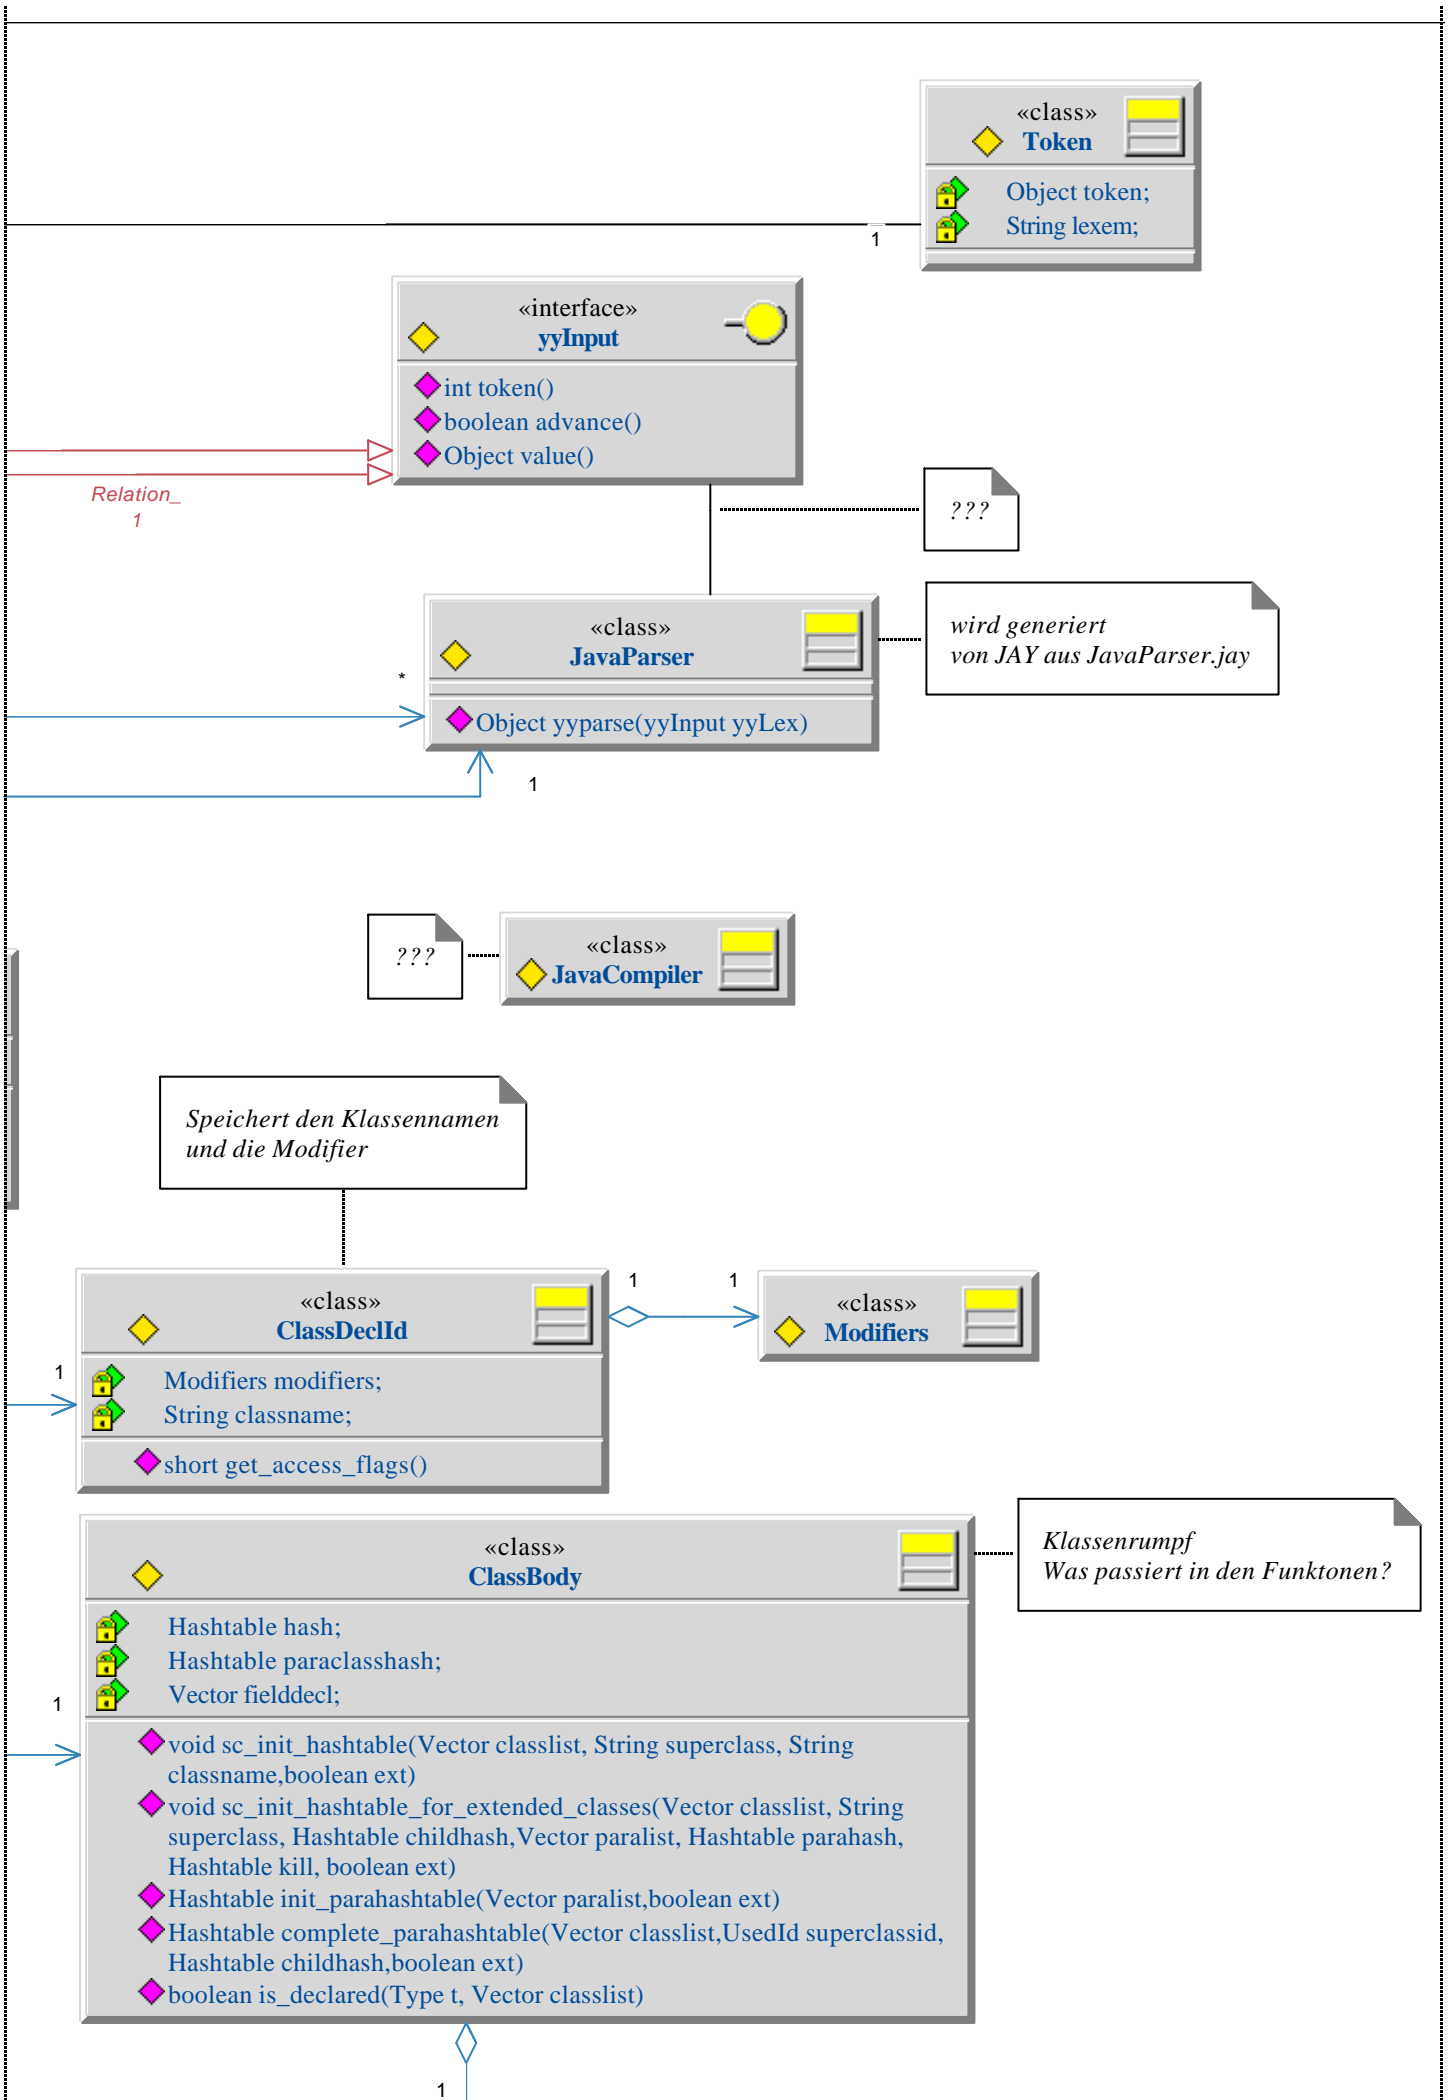 «class»
Token
Object token;
String lexem;
1
«interface»
yyInput
int token()
boolean advance()
Object value()
Relation_
1
???
«class»
JavaParser
Object yyparse(yyInput yyLex)
wird generiert
von JAY aus JavaParser.jay
*
1
???
«class»
JavaCompiler
Speichert den Klassennamen
und die Modifier
«class»
ClassDeclId
Modifiers modifiers;
String classname;
short get_access_flags()
1
1
1
«class»
Modifiers
«class»
ClassBody
Hashtable hash;
Hashtable paraclasshash;
Vector fielddecl;
void sc_init_hashtable(Vector classlist, String superclass, String
classname,boolean ext)
void sc_init_hashtable_for_extended_classes(Vector classlist, String
superclass, Hashtable childhash,Vector paralist, Hashtable parahash,
Hashtable kill, boolean ext)
Hashtable init_parahashtable(Vector paralist,boolean ext)
Hashtable complete_parahashtable(Vector classlist,UsedId superclassid,
Hashtable childhash,boolean ext)
boolean is_declared(Type t, Vector classlist)
Klassenrumpf
Was passiert in den Funktonen?
1
1